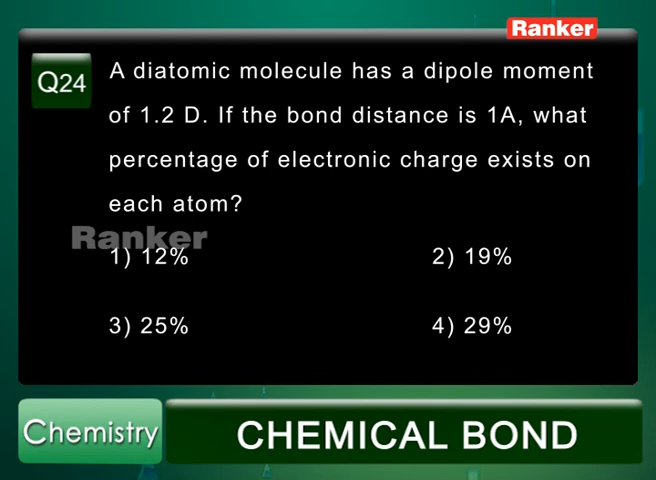 Ranker
Q24
A diatomic molecule has a dipole moment
of 1.2 D. If the bond distance is 1A, what
percentage of electronic charge exists on
each atom?
Ranker
1) 12%
2) 19%
3) 25%
4) 29%
Chemistry
CHEMICAL BOND